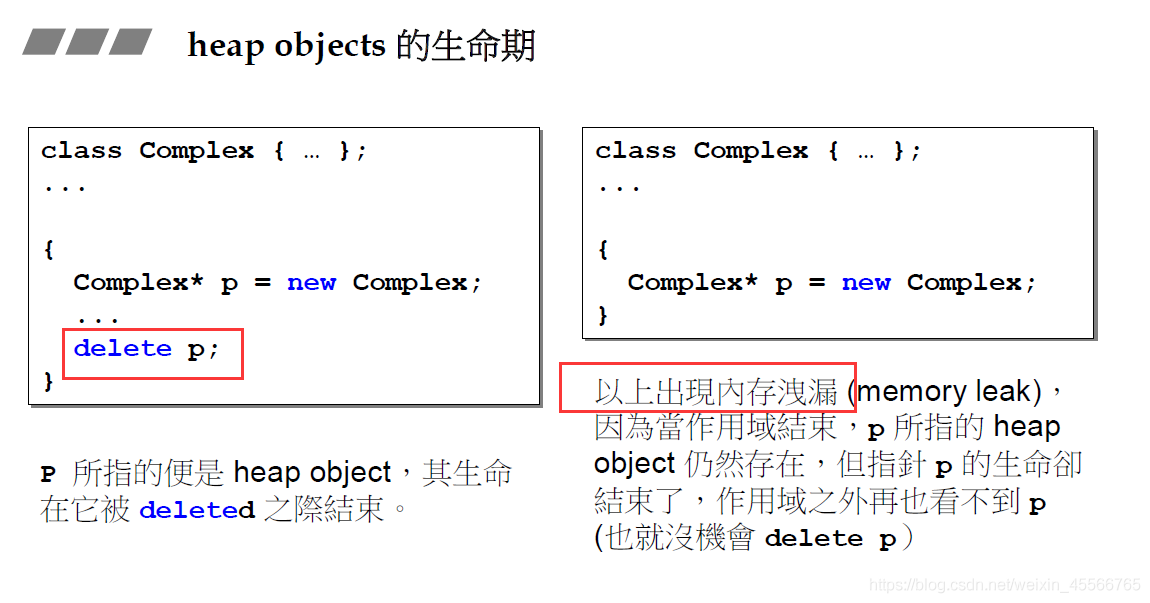 heap objects 的生命期
class Complex { … };
...
{
Complex* p = new Complex;
...
delete p;
}
P 所指的便是 heap object，其生命
在它被 deleted 之際結束。
class Complex { … };
...
{
Complex* p = new Complex;
}
以上出現內存洩漏 (memory leak)，
因為當作用域結束，p 所指的 heap
object 仍然存在，但指針 p 的生命卻
結束了，作用域之外再也看不到 p
(也就沒機會 delete p）
https://blog.csdn.net/weixin_45566765